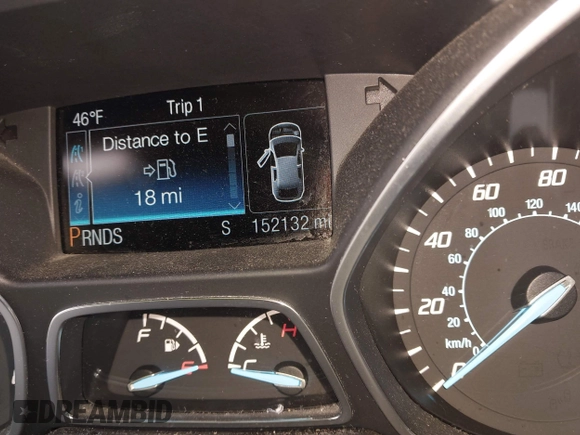 46°F Trip 1
Distance to E
18 mi
PRNDS S 152132 mi
F
H
C
0 20 40 60 80
0 20 40 60 80 100 120 140
km/h
DREAMBID